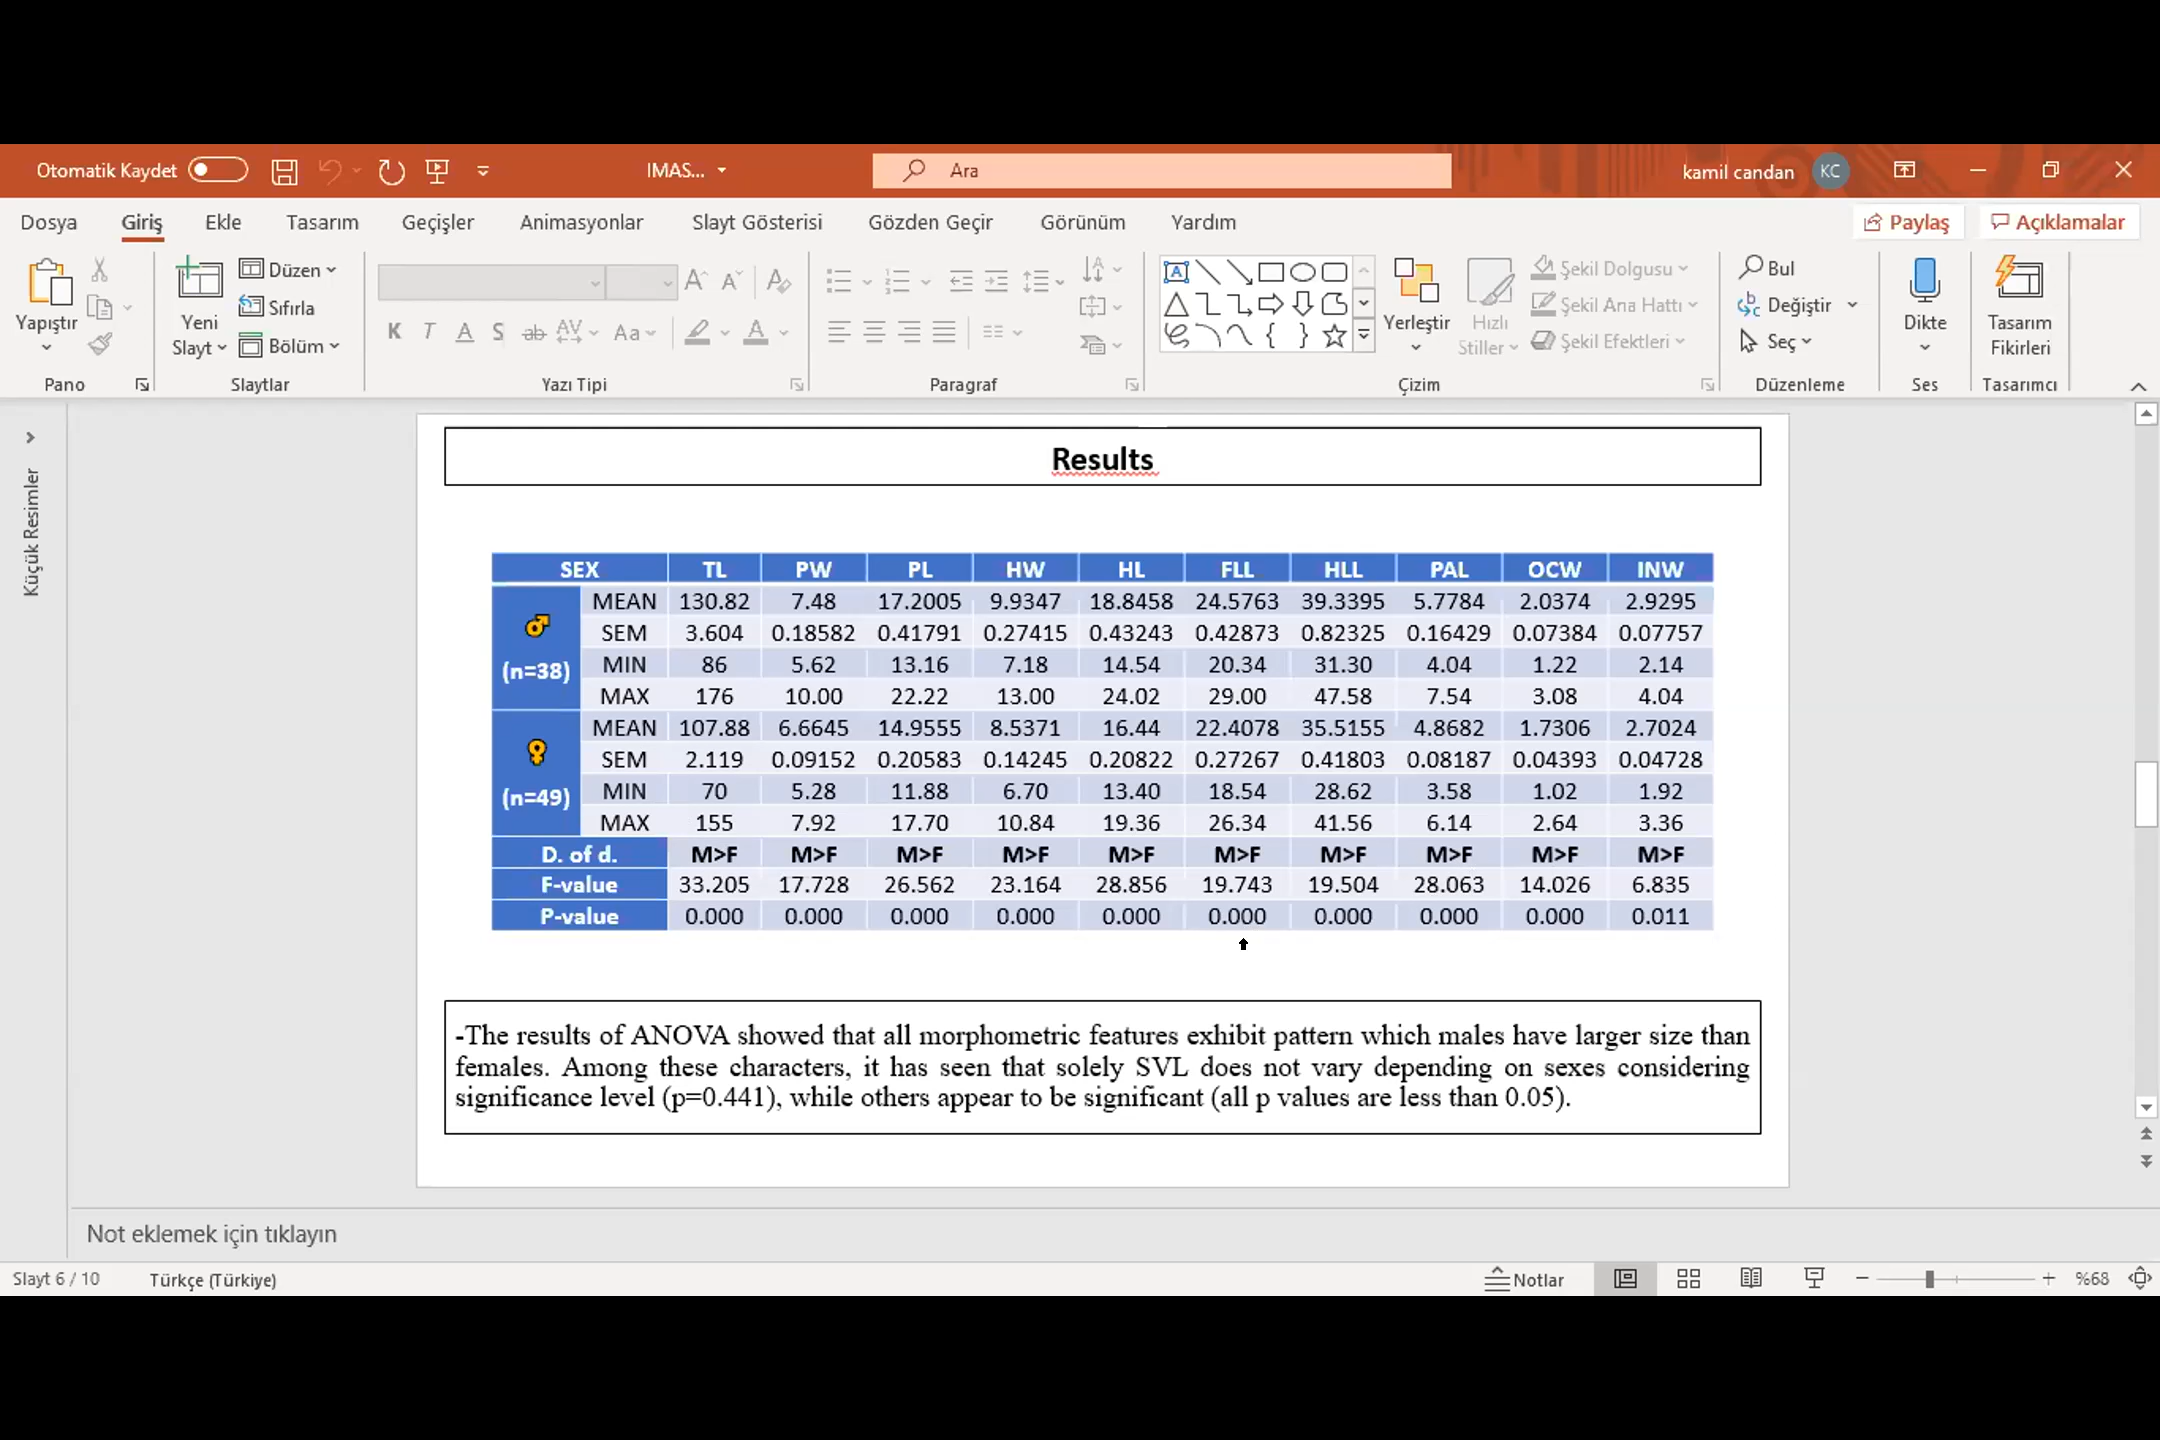 Otomatik Kaydet
IMAS...
Ara
kamil candan
KC
Dosya Giriş Ekle Tasarım Geçişler Animasyonlar Slayt Gösterisi Gözden Geçir Görünüm Yardım
Paylaş
Açıklamalar
Yapıştır
Pano
Yeni Slayt
Düzen
Sıfırla
Bölüm
Slaytlar
K T A S ab AV Aa A
Yazı Tipi
Paragraf
Yerleştir
Hızlı Stiller
Şekil Dolgusu
Şekil Ana Hattı
Şekil Efektleri
Çizim
Bul
Değiştir
Seç
Düzenleme
Dikte
Ses
Tasarım Fikirleri
Tasarımcı
Küçük Resimler
Results
SEX TL PW PL HW HL FLL HLL PAL OCW INW
♂ (n=38)
MEAN 130.82 7.48 17.2005 9.9347 18.8458 24.5763 39.3395 5.7784 2.0374 2.9295
SEM 3.604 0.18582 0.41791 0.27415 0.43243 0.42873 0.82325 0.16429 0.07384 0.07757
MIN 86 5.62 13.16 7.18 14.54 20.34 31.30 4.04 1.22 2.14
MAX 176 10.00 22.22 13.00 24.02 29.00 47.58 7.54 3.08 4.04
♀ (n=49)
MEAN 107.88 6.6645 14.9555 8.5371 16.44 22.4078 35.5155 4.8682 1.7306 2.7024
SEM 2.119 0.09152 0.20583 0.14245 0.20822 0.27267 0.41803 0.08187 0.04393 0.04728
MIN 70 5.28 11.88 6.70 13.40 18.54 28.62 3.58 1.02 1.92
MAX 155 7.92 17.70 10.84 19.36 26.34 41.56 6.14 2.64 3.36
D. of d. M>F M>F M>F M>F M>F M>F M>F M>F M>F M>F
F-value 33.205 17.728 26.562 23.164 28.856 19.743 19.504 28.063 14.026 6.835
P-value 0.000 0.000 0.000 0.000 0.000 0.000 0.000 0.000 0.000 0.011
-The results of ANOVA showed that all morphometric features exhibit pattern which males have larger size than
females. Among these characters, it has seen that solely SVL does not vary depending on sexes considering
significance level (p=0.441), while others appear to be significant (all p values are less than 0.05).
Not eklemek için tıklayın
Slayt 6 / 10
Türkçe (Türkiye)
Notlar
%68